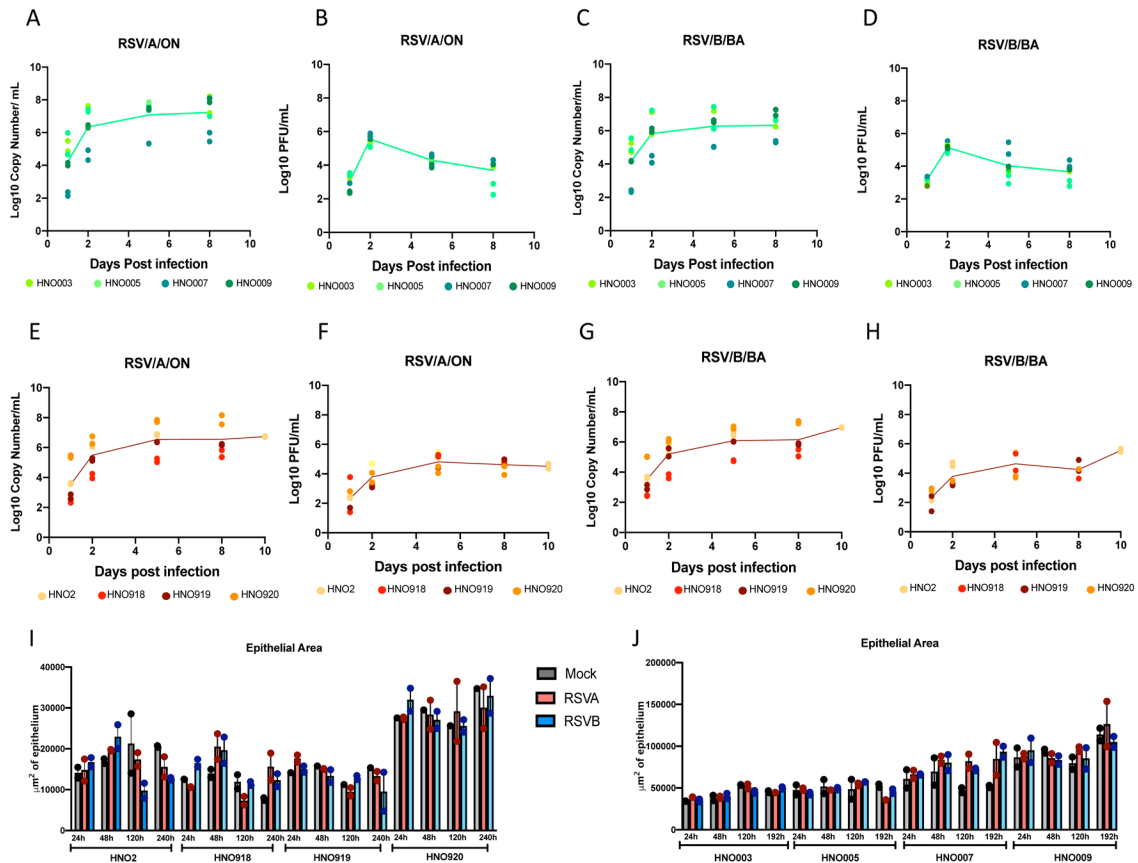 A
RSV/A/ON
Log10 Copy Number/ mL
10
8
6
4
2
0
0 2 4 6 8 10
Days Post infection
HNO003 HNO005 HNO007 HNO009
B
RSV/A/ON
Log10 PFU/mL
10
8
6
4
2
0
0 2 4 6 8 10
Days Post infection
HNO003 HNO005 HNO007 HNO009
C
RSV/B/BA
Log10 Copy Number/mL
10
8
6
4
2
0
0 2 4 6 8 10
Days Post infection
HNO003 HNO005 HNO007 HNO009
D
RSV/B/BA
Log10 PFU/mL
10
8
6
4
2
0
0 2 4 6 8 10
Days Post infection
HNO003 HNO005 HNO007 HNO009
E
RSV/A/ON
Log10 Copy Number/mL
10
8
6
4
2
0
0 2 4 6 8 10
Days post infection
HNO2 HNO918 HNO919 HNO920
F
RSV/A/ON
Log10 PFU/mL
10
8
6
4
2
0
0 2 4 6 8 10
Days post infection
HNO2 HNO918 HNO919 HNO920
G
RSV/B/BA
Log10 Copy Number/mL
10
8
6
4
2
0
0 2 4 6 8 10
Days post infection
HNO2 HNO918 HNO919 HNO920
H
RSV/B/BA
Log10 PFU/mL
10
8
6
4
2
0
0 2 4 6 8 10
Days post infection
HNO2 HNO918 HNO919 HNO920
I
Epithelial Area
μm² of epithelium
40000
30000
20000
10000
0
24h 48h 120h 240h 24h 48h 120h 240h 24h 48h 120h 240h 24h 48h 120h 240h
HNO2 HNO918 HNO919 HNO920
Mock
RSVA
RSVB
J
Epithelial Area
μm² of epithelium
200000
150000
100000
50000
0
24h 48h 120h 192h 24h 48h 120h 192h 24h 48h 120h 192h 24h 48h 120h 192h
HNO003 HNO005 HNO007 HNO009